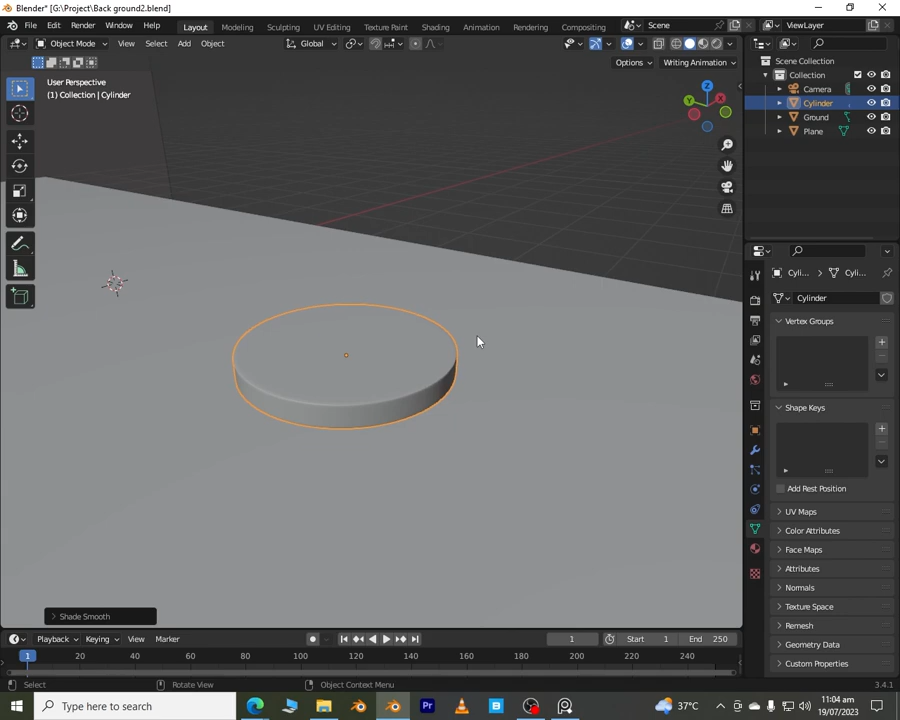 Blender* [G:\Project\Back ground2.blend]
File Edit Render Window Help
Layout Modeling Sculpting UV Editing Texture Paint Shading Animation Rendering Compositing
Scene
ViewLayer
Object Mode View Select Add Object
Global
Options
Writing Animation
User Perspective
(1) Collection | Cylinder
Z
Y
X
Scene Collection
Collection
Camera
Cylinder
Ground
Plane
Cyli...
Cyli...
Cylinder
Vertex Groups
Shape Keys
Add Rest Position
UV Maps
Color Attributes
Face Maps
Attributes
Normals
Texture Space
Remesh
Geometry Data
Custom Properties
Shade Smooth
Playback Keying View Marker
1
Start 1 End 250
1 20 40 60 80 100 120 140 160 180 200 220 240
Select Rotate View Object Context Menu
3.4.1
Type here to search
37°C
11:04 am
19/07/2023